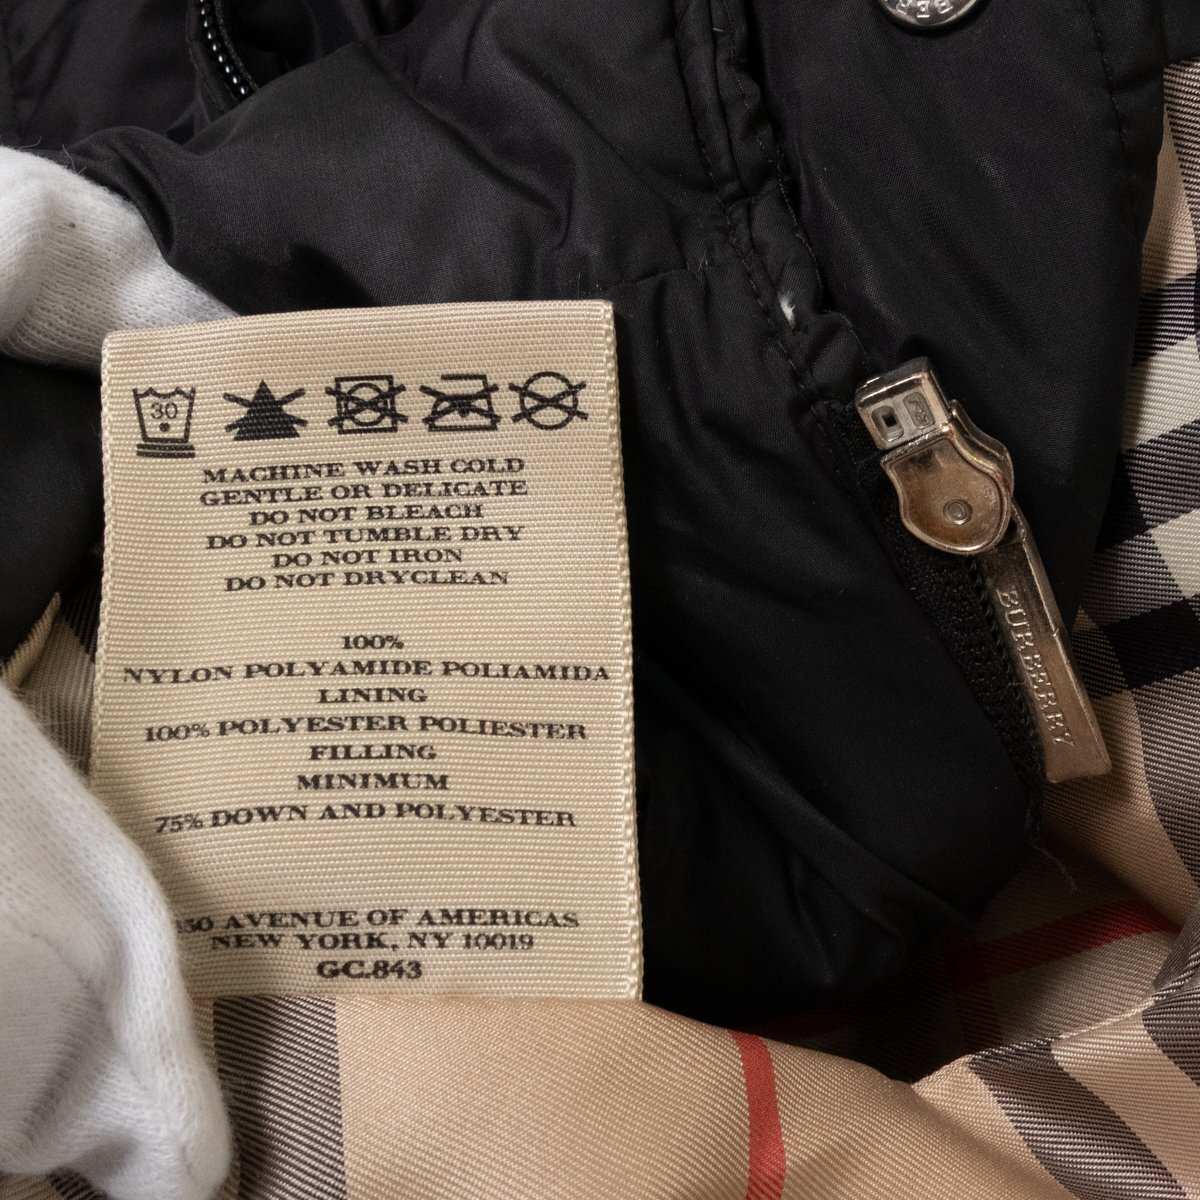 BER
30
MACHINE WASH COLD
GENTLE OR DELICATE
DO NOT BLEACH
DO NOT TUMBLE DRY
DO NOT IRON
DO NOT DRYCLEAN
100%
NYLON POLYAMIDE POLIAMIDA
LINING
100% POLYESTER POLIESTER
FILLING
MINIMUM
75% DOWN AND POLYESTER
AVENUE OF AMERICAS
NEW YORK, NY 10019
GC.843
BURBERRY